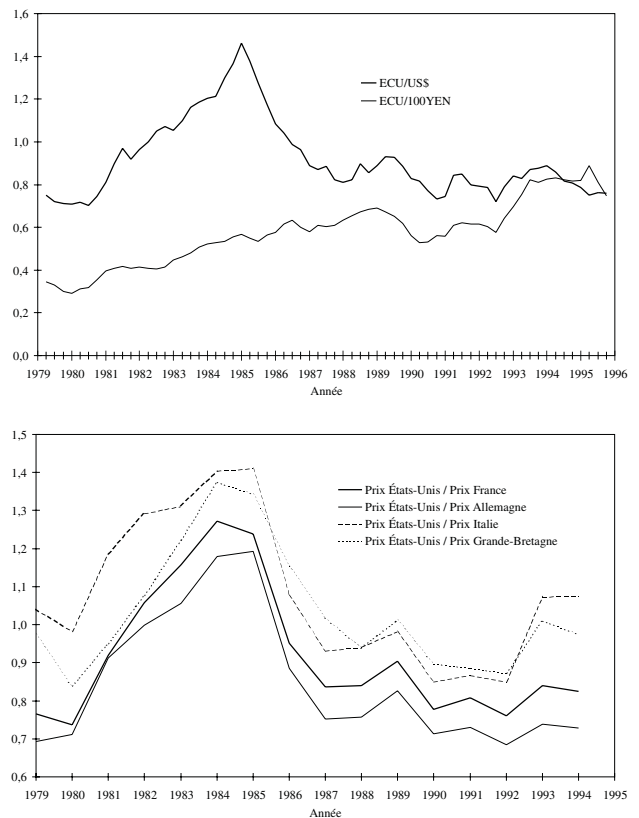 1,6
1,4
1,2
1,0
0,8
0,6
0,4
0,2
0,0
ECU/US$
ECU/100YEN
1979 1980 1981 1982 1983 1984 1985 1986 1987 1988 1989 1990 1991 1992 1993 1994 1995 1996
Année
1,5
1,4
1,3
1,2
1,1
1,0
0,9
0,8
0,7
0,6
Prix États-Unis / Prix France
Prix États-Unis / Prix Allemagne
Prix États-Unis / Prix Italie
Prix États-Unis / Prix Grande-Bretagne
1979 1980 1981 1982 1983 1984 1985 1986 1987 1988 1989 1990 1991 1992 1993 1994 1995
Année